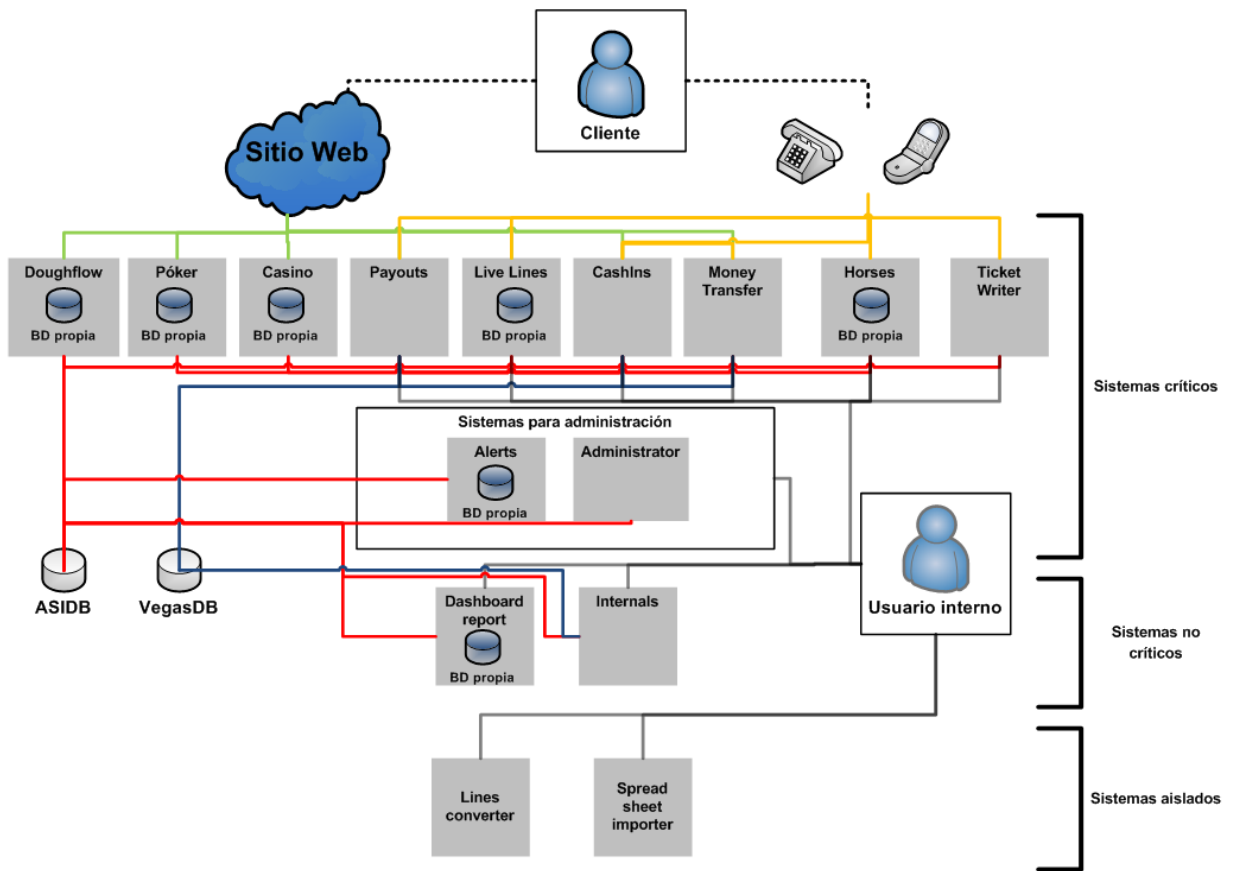 Cliente
Sitio Web
Doughflow
BD propia
Póker
BD propia
Casino
BD propia
Payouts
Live Lines
BD propia
CashIns
Money
Transfer
Horses
BD propia
Ticket
Writer
Sistemas críticos
Sistemas para administración
Alerts
BD propia
Administrator
ASIDB
VegasDB
Dashboard
report
BD propia
Internals
Usuario interno
Sistemas no
críticos
Lines
converter
Spread
sheet
importer
Sistemas aislados